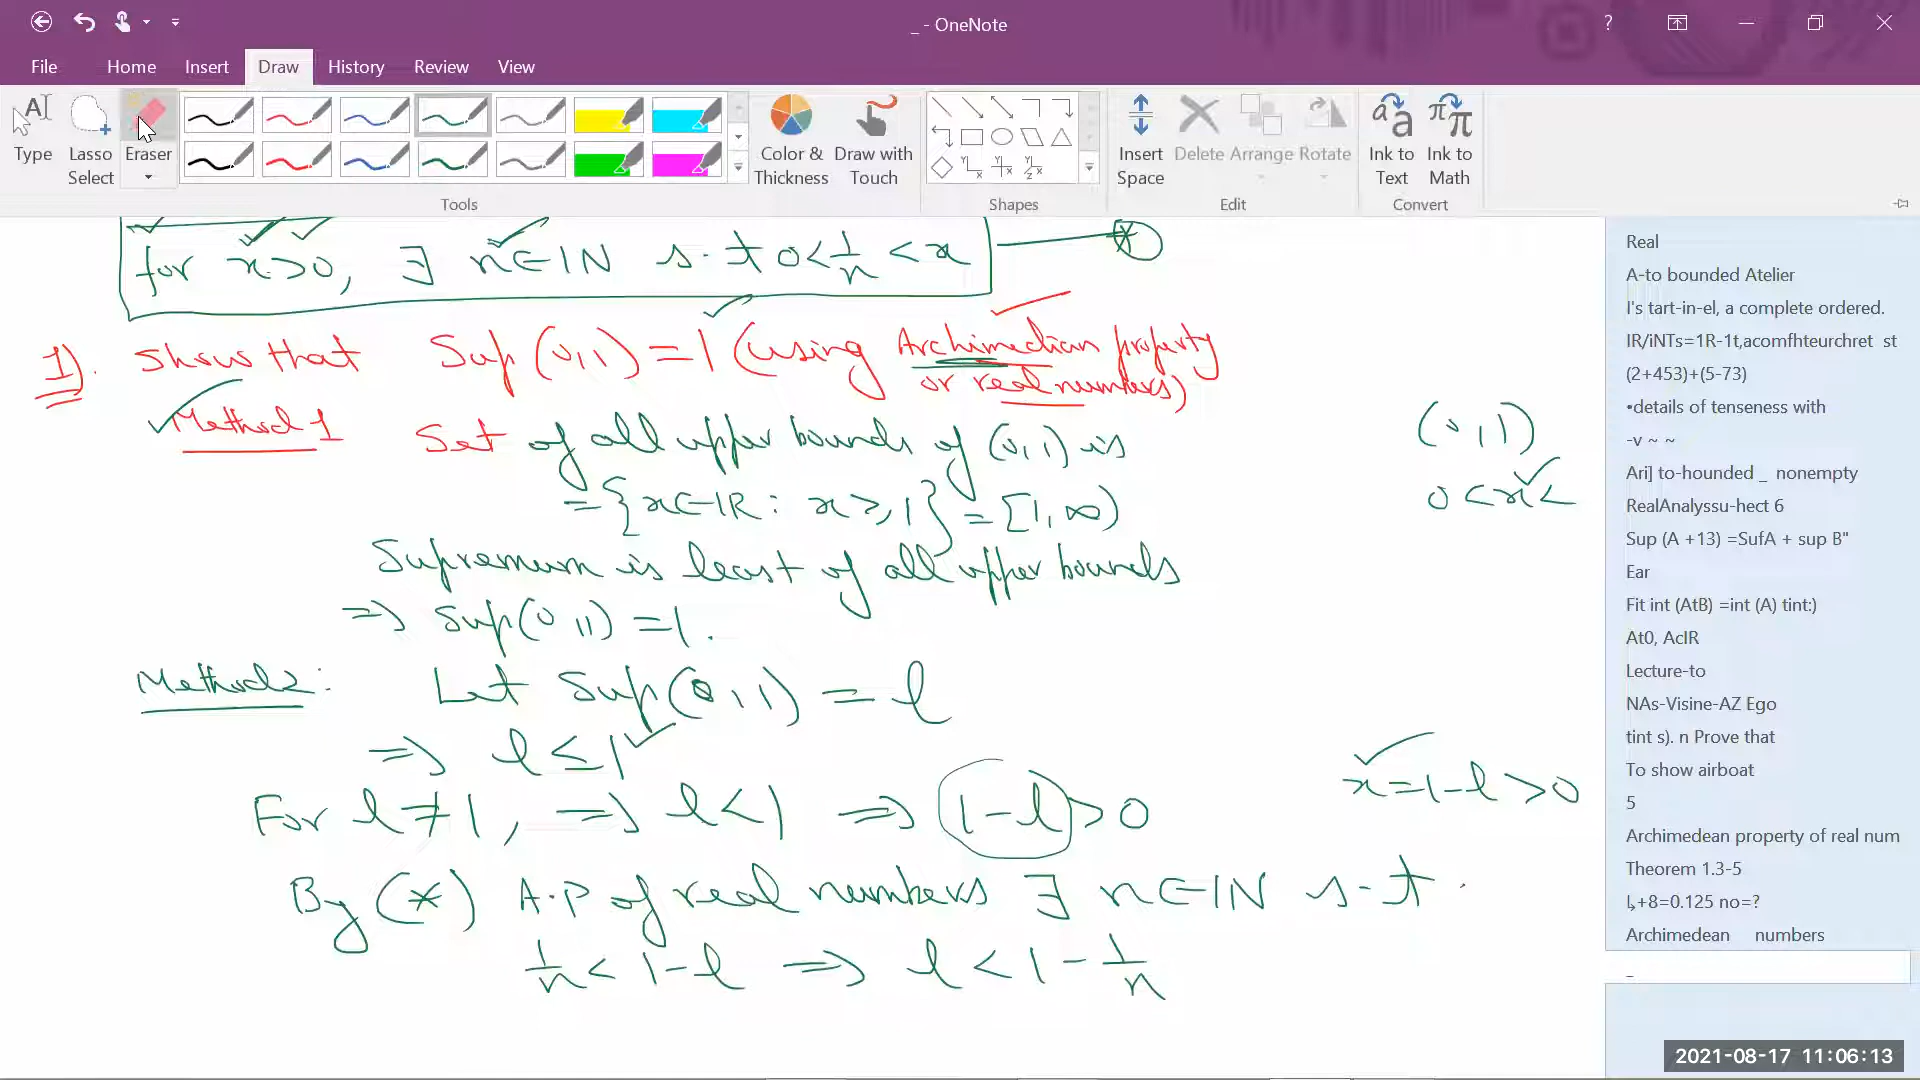 _ - OneNote
?
File Home Insert Draw History Review View
Type
Lasso Select
Eraser
Color & Thickness
Draw with Touch
Insert Space
Delete Arrange Rotate
Ink to Text
Ink to Math
Tools Shapes Edit Convert
for x>0, ∃ n∈IN s.t 0<1/n<x *
1). Show that Sup (0,1) = 1 (using Archimedian property
or real numbers)
Method 1 Set of all upper bounds of (0,1) is
= {x∈IR: x≥1} = [1,∞)
(0,1)
0<x<
Supremum is least of all upper bounds
=> Sup(0,1) = 1.
Method2: Let Sup(0,1) = l
=> l ≤ 1
x=1-l>0
For l≠1, => l<1 => 1-l>0
By (*) A.P of real numbers ∃ n∈IN s.t.
1/n < 1-l => l < 1-1/n
Real
A-to bounded Atelier
I's tart-in-el, a complete ordered.
IR/iNTs=1R-1t,acomfhteurchret st
(2+453)+(5-73)
•details of tenseness with
-v ~ ~
Ari] to-hounded _ nonempty
RealAnalyssu-hect 6
Sup (A +13) =SufA + sup B"
Ear
Fit int (AtB) =int (A) tint:)
At0, AcIR
Lecture-to
NAs-Visine-AZ Ego
tint s). n Prove that
To show airboat
5
Archimedean property of real num
Theorem 1.3-5
+8=0.125 no=?
Archimedean numbers
_
2021-08-17 11:06:13